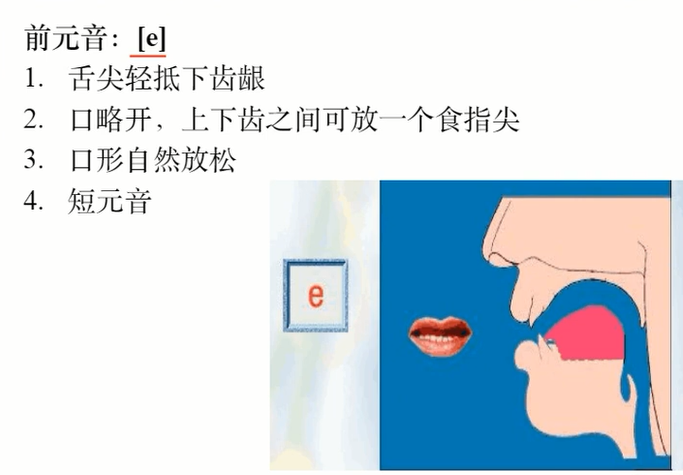 前元音：[e]
1. 舌尖轻抵下齿龈
2. 口略开，上下齿之间可放一个食指尖
3. 口形自然放松
4. 短元音
e